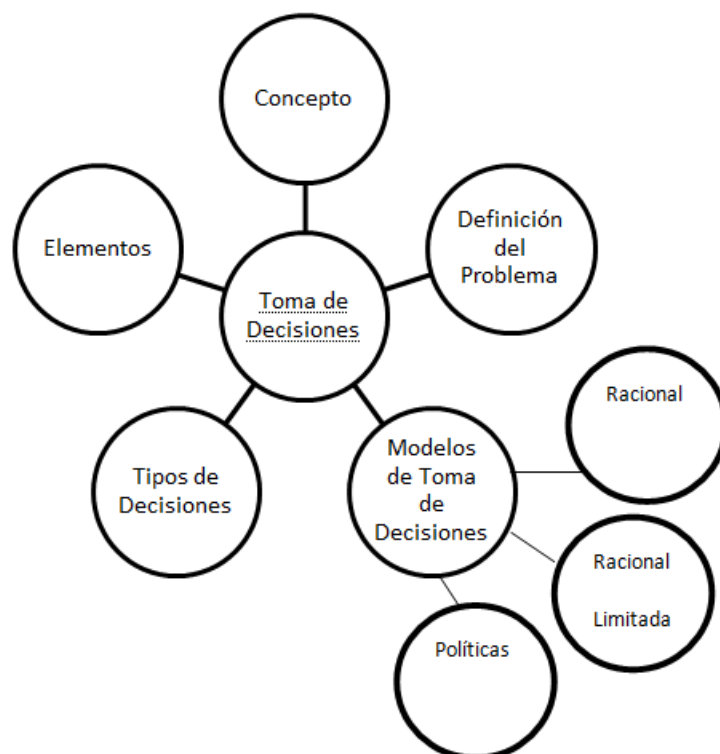 Concepto
Elementos
Definición
del
Problema
Toma de
Decisiones
Racional
Tipos de
Decisiones
Modelos
de Toma
de
Decisiones
Racional
Limitada
Políticas